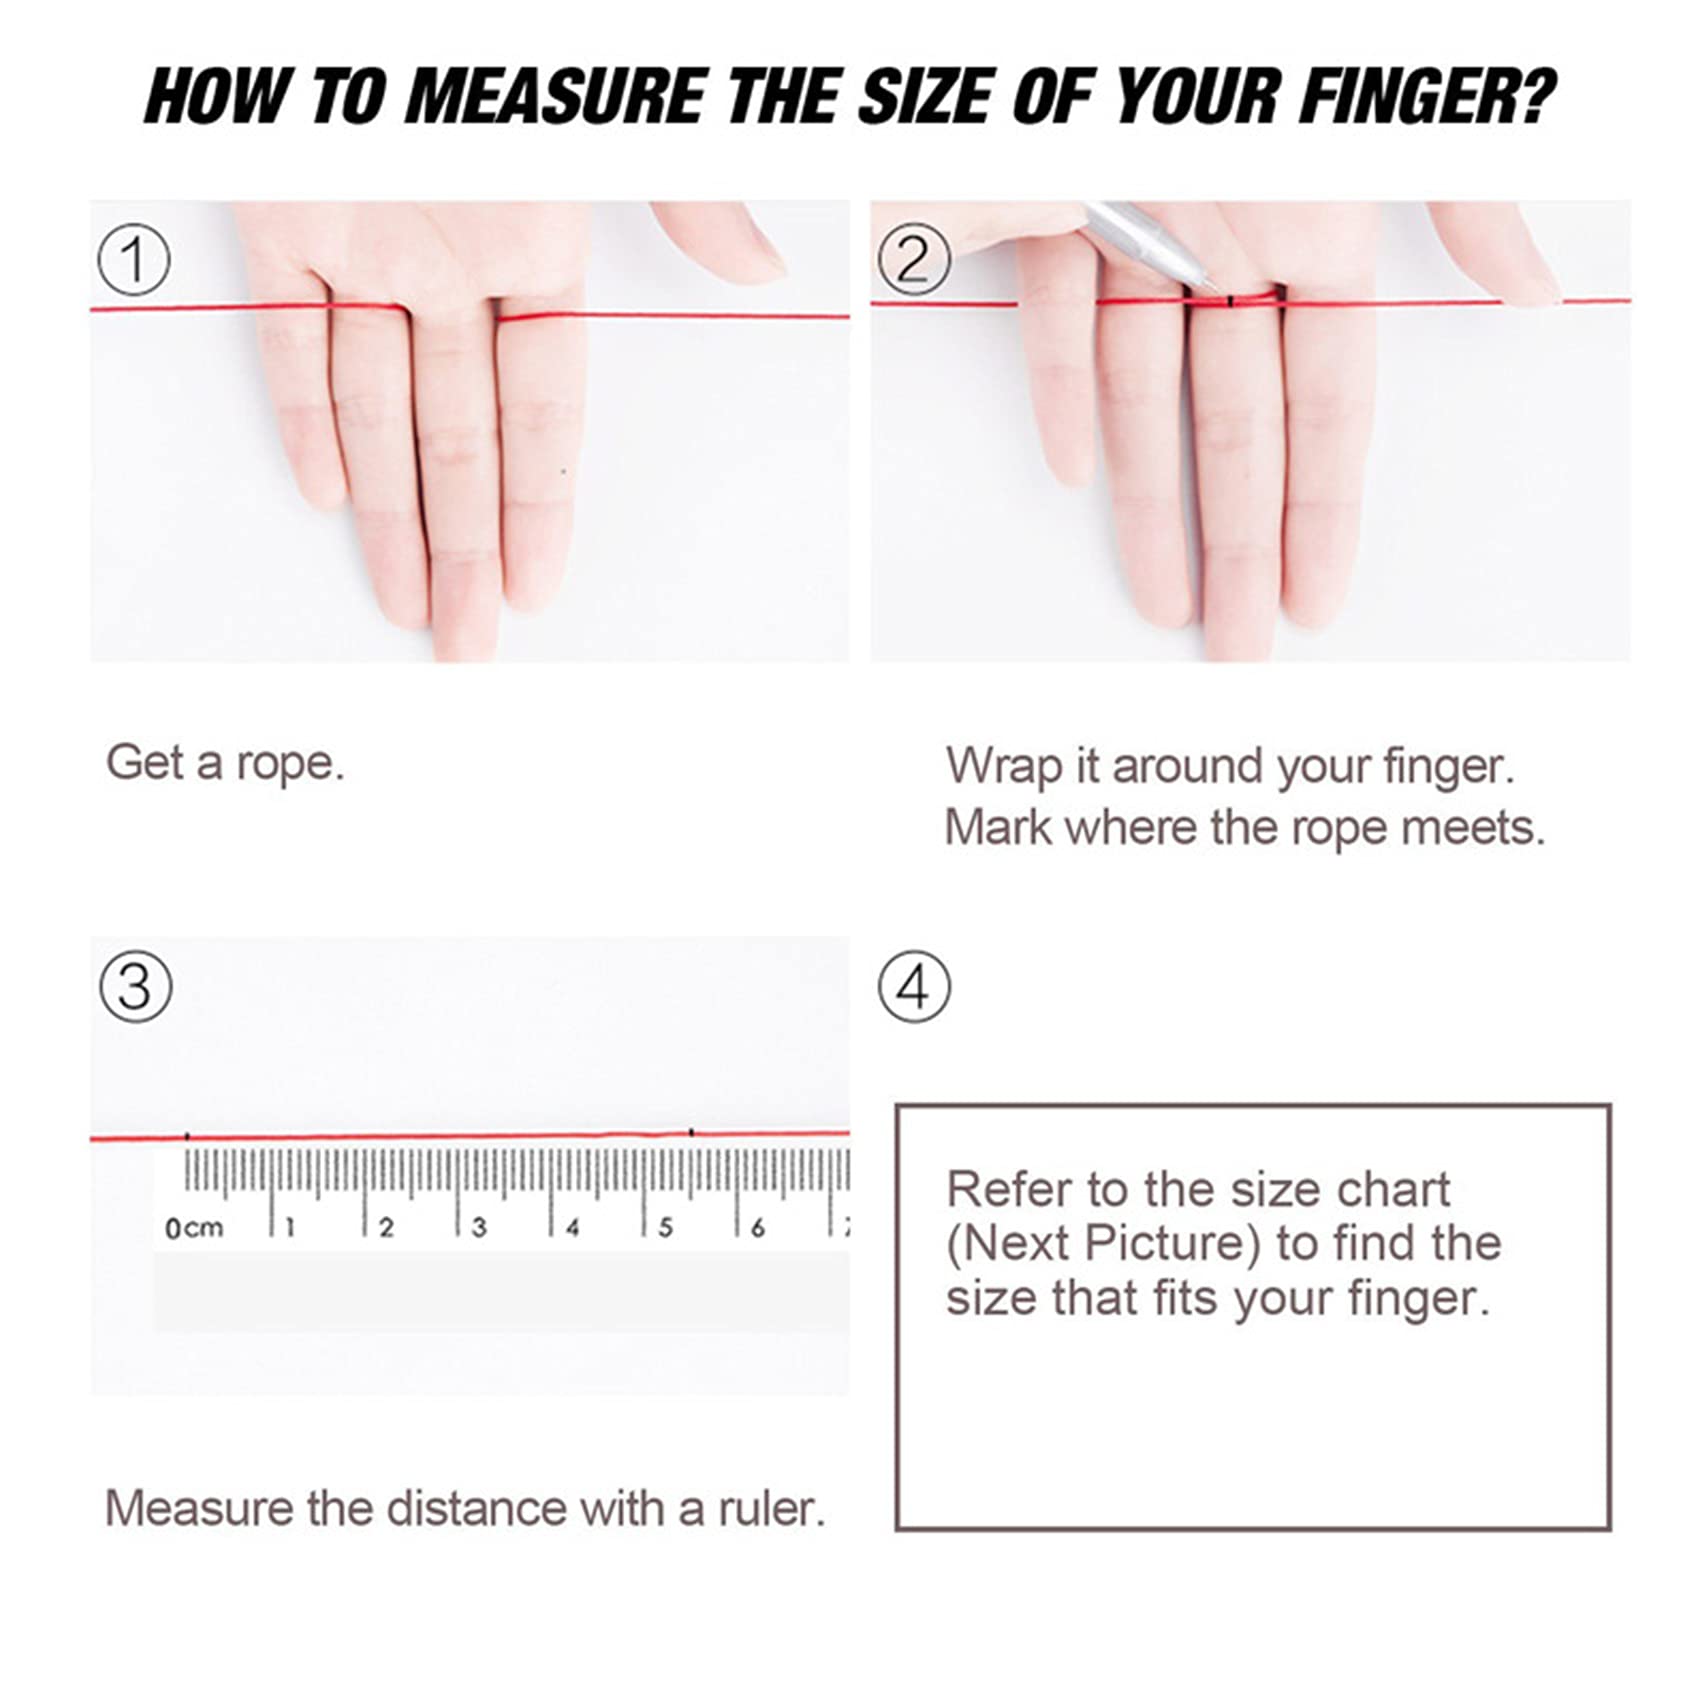 HOW TO MEASURE THE SIZE OF YOUR FINGER?
1
2
Get a rope.
Wrap it around your finger.
Mark where the rope meets.
3
0cm 1 2 3 4 5 6
Measure the distance with a ruler.
4
Refer to the size chart
(Next Picture) to find the
size that fits your finger.